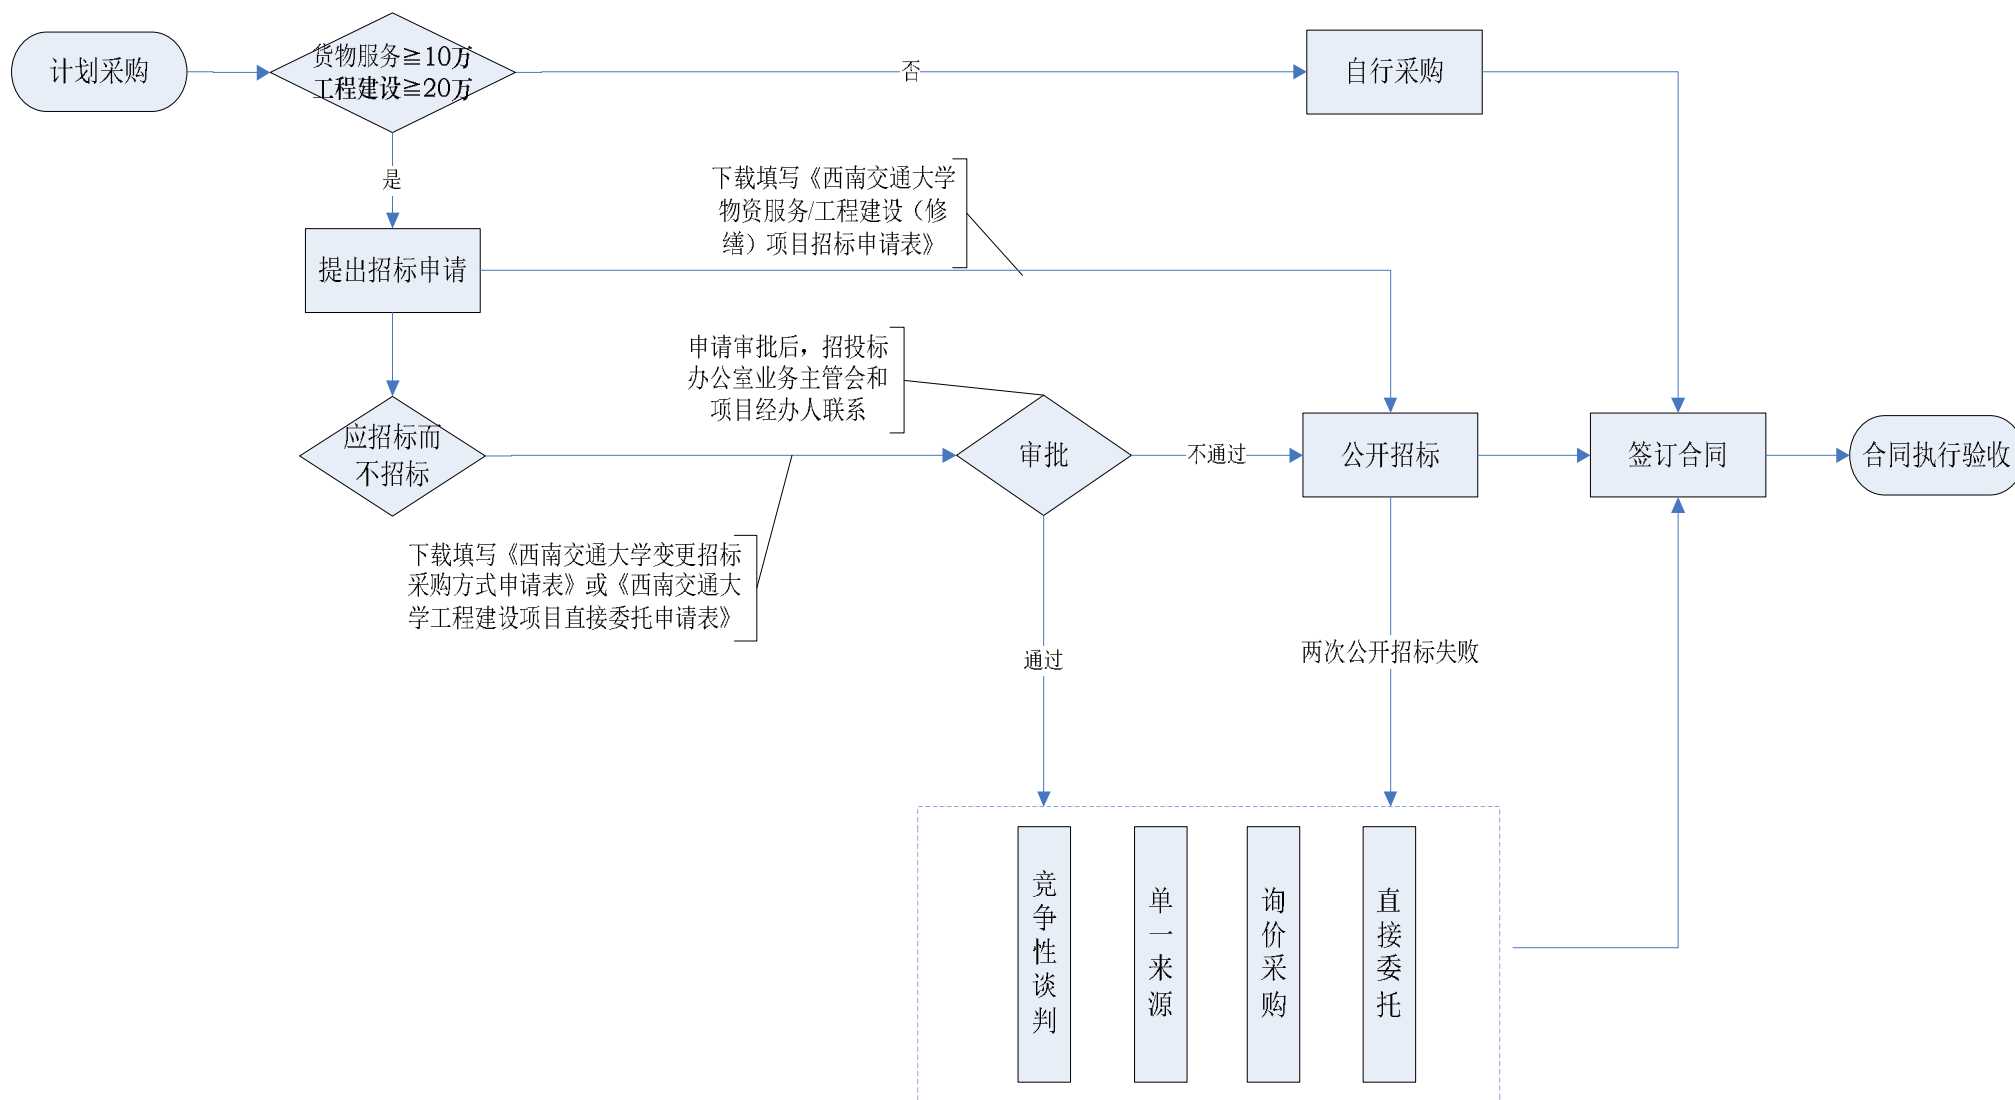 计划采购
货物服务≧10万
工程建设≧20万
否
自行采购
是
下载填写《西南交通大学
物资服务/工程建设（修
缮）项目招标申请表》
提出招标申请
申请审批后，招投标
办公室业务主管会和
项目经办人联系
应招标而
不招标
审批
不通过
公开招标
签订合同
合同执行验收
下载填写《西南交通大学变更招标
采购方式申请表》或《西南交通大
学工程建设项目直接委托申请表》
通过
两次公开招标失败
竞争性谈判
单一来源
询价采购
直接委托